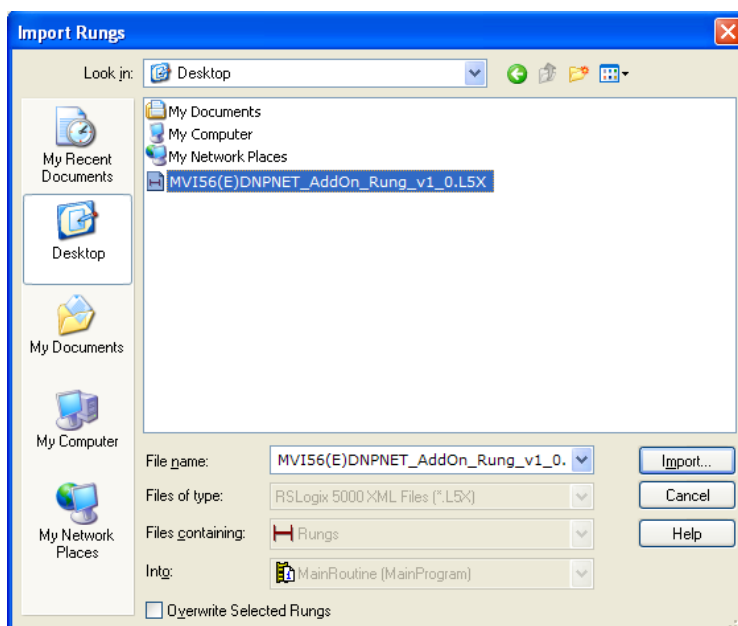 Import Rungs
Look in:
Desktop
My Recent
Documents
Desktop
My Documents
My Computer
My Network
Places
My Documents
My Computer
My Network Places
MVI56(E)DNPNET_AddOn_Rung_v1_0.L5X
File name:
MVI56(E)DNPNET_AddOn_Rung_v1_0.
Import...
Files of type:
RSLogix 5000 XML Files (*.L5X)
Cancel
Files containing:
Rungs
Help
Into:
MainRoutine (MainProgram)
Overwrite Selected Rungs